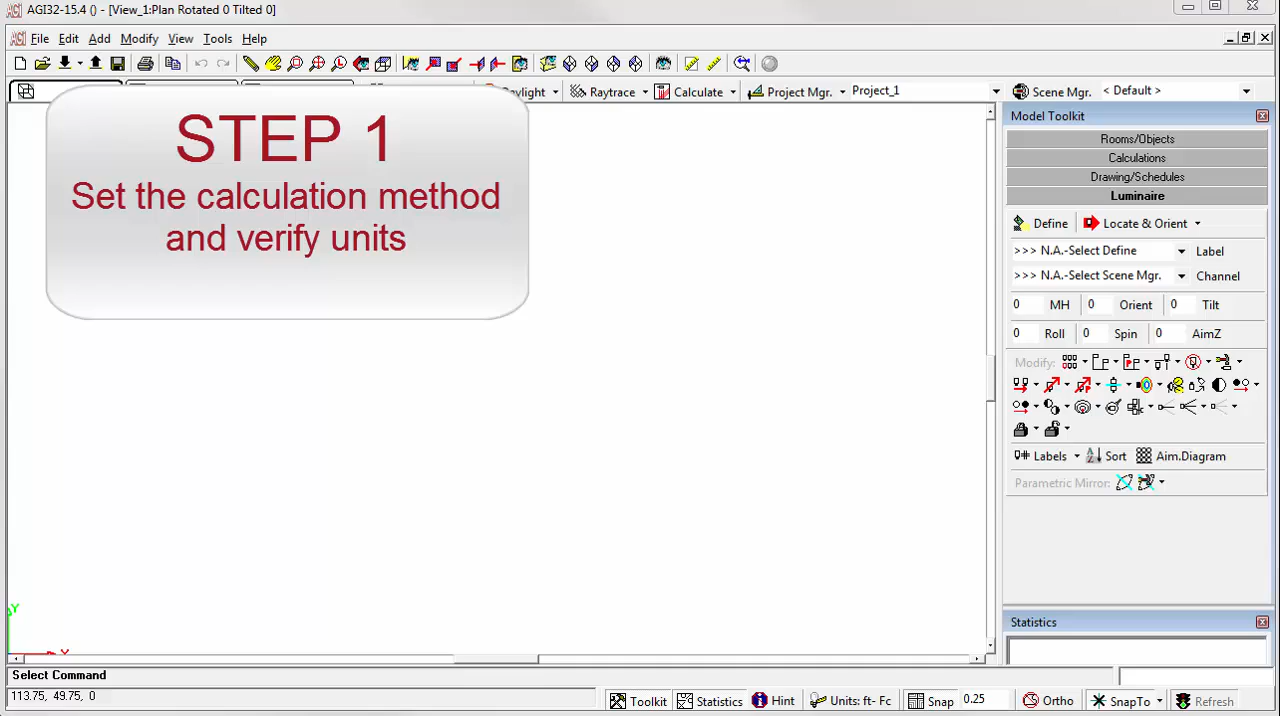 AGI32-15.4 () - [View_1:Plan Rotated 0 Tilted 0]
File Edit Add Modify View Tools Help
aylight Raytrace Calculate Project Mgr. Project_1 Scene Mgr. < Default >
STEP 1
Set the calculation method
and verify units
Model Toolkit
Rooms/Objects
Calculations
Drawing/Schedules
Luminaire
Define Locate & Orient
>>> N.A.-Select Define Label
>>> N.A.-Select Scene Mgr. Channel
0 MH 0 Orient 0 Tilt
0 Roll 0 Spin 0 AimZ
Modify:
Labels Sort Aim.Diagram
Parametric Mirror:
Y
X
Statistics
Select Command
113.75, 49.75, 0
Toolkit Statistics Hint Units: ft- Fc Snap 0.25 Ortho SnapTo Refresh